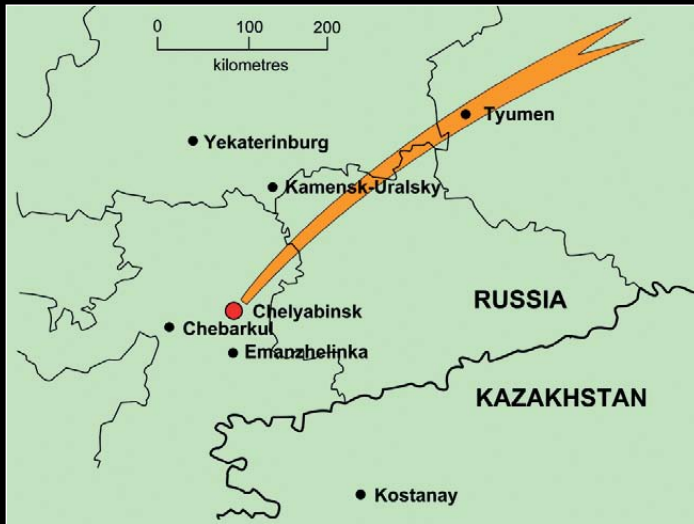 0 100 200
kilometres
Tyumen
Yekaterinburg
Kamensk-Uralsky
RUSSIA
Chelyabinsk
Chebarkul
Emanzhelinka
KAZAKHSTAN
Kostanay